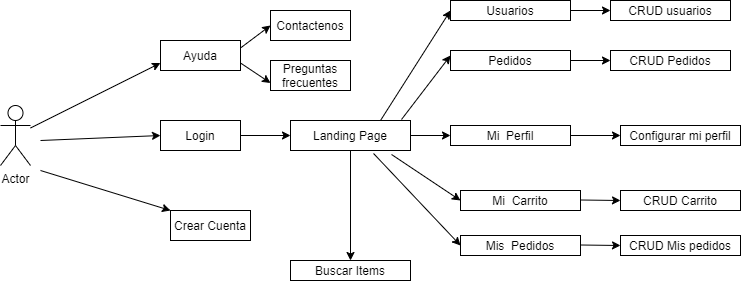 Usuarios
CRUD usuarios
Contactenos
Ayuda
Pedidos
CRUD Pedidos
Preguntas
frecuentes
Login
Landing Page
Mi  Perfil
Configurar mi perfil
Actor
Mi  Carrito
CRUD Carrito
Crear Cuenta
Mis  Pedidos
CRUD Mis pedidos
Buscar Items